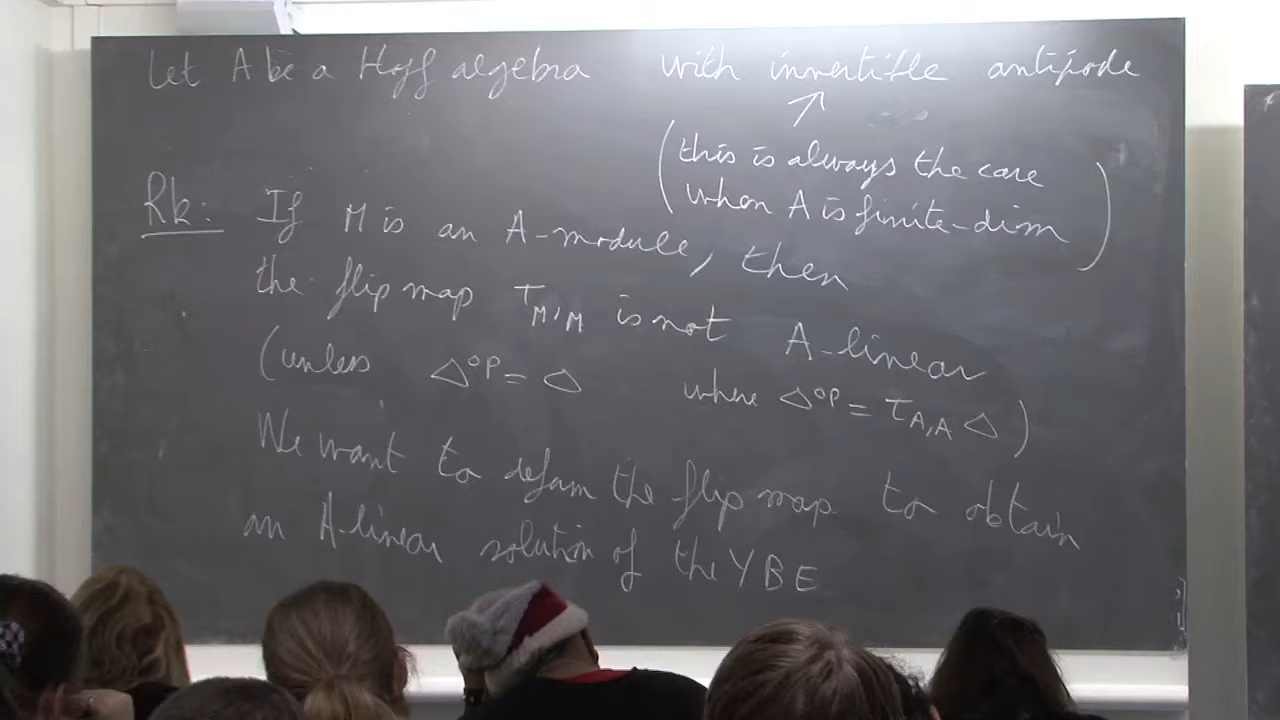 Let A be a Hopf algebra with invertible antipode
(this is always the case
when A is finite-dim)
Rk: If M is an A-module, then
the flip map τ_{M,M} is not A-linear
(unless Δ^{op} = Δ where Δ^{op} = τ_{A,A} Δ)
We want to deform the flip map to obtain
an A-linear solution of the YBE